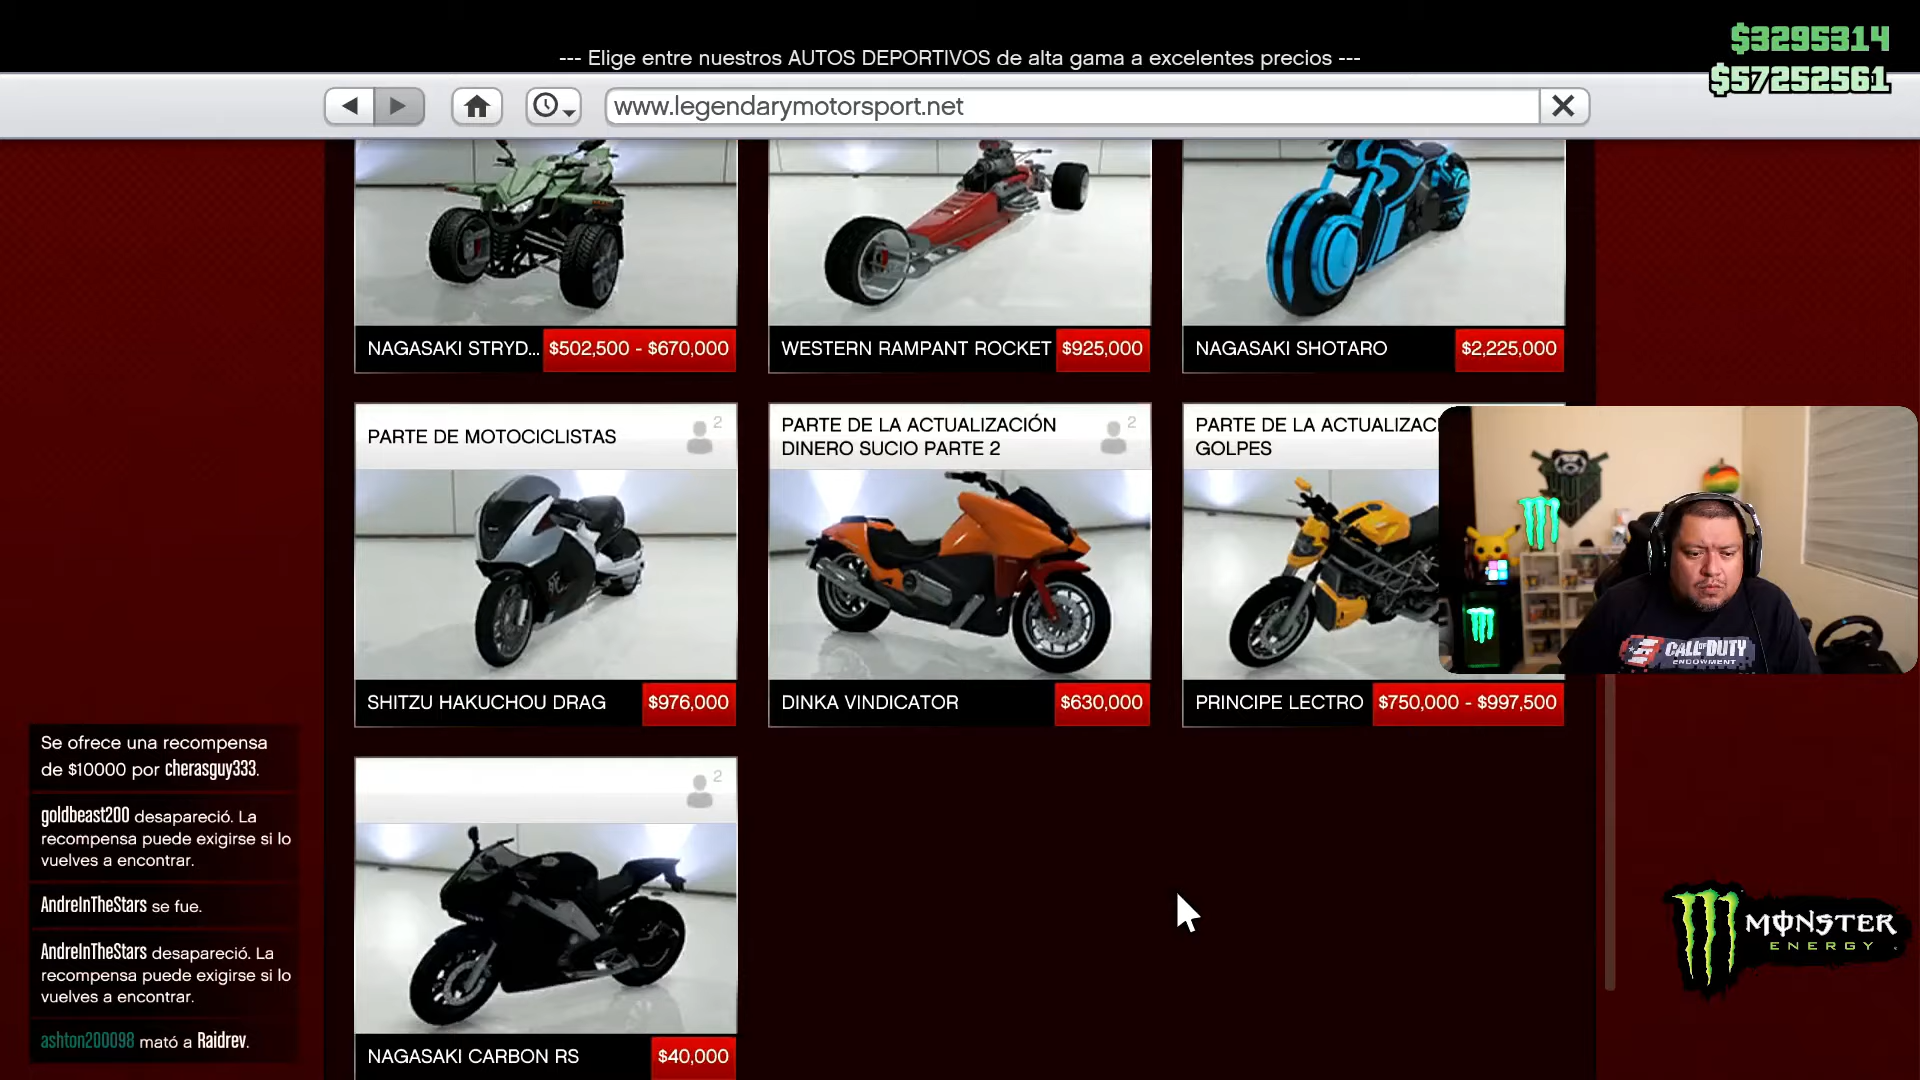 $3295314
--- Elige entre nuestros AUTOS DEPORTIVOS de alta gama a excelentes precios ---
$57252561
www.legendarymotorsport.net
NAGASAKI STRYD... $502,500 - $670,000
WESTERN RAMPANT ROCKET $925,000
NAGASAKI SHOTARO $2,225,000
PARTE DE MOTOCICLISTAS
2
SHITZU HAKUCHOU DRAG $976,000
PARTE DE LA ACTUALIZACIÓN
DINERO SUCIO PARTE 2
2
DINKA VINDICATOR $630,000
PARTE DE LA ACTUALIZACI
GOLPES
PRINCIPE LECTRO $750,000 - $997,500
CALL OF DUTY
ENDOWMENT
2
NAGASAKI CARBON RS $40,000
Se ofrece una recompensa
de $10000 por cherasguy333.
goldbeast200 desapareció. La
recompensa puede exigirse si lo
vuelves a encontrar.
AndreInTheStars se fue.
AndreInTheStars desapareció. La
recompensa puede exigirse si lo
vuelves a encontrar.
ashton200098 mató a Raidrev.
MONSTER
ENERGY